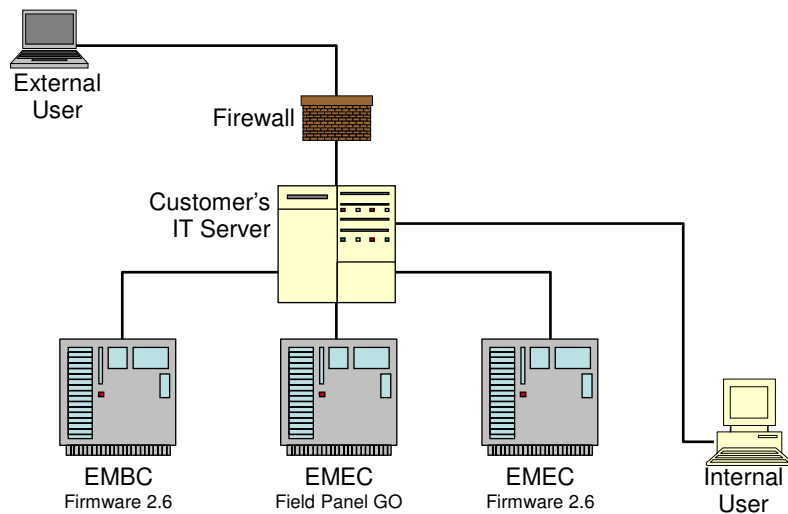 External
User
Firewall
Customer's
IT Server
EMBC
Firmware 2.6
EMEC
Field Panel GO
EMEC
Firmware 2.6
Internal
User